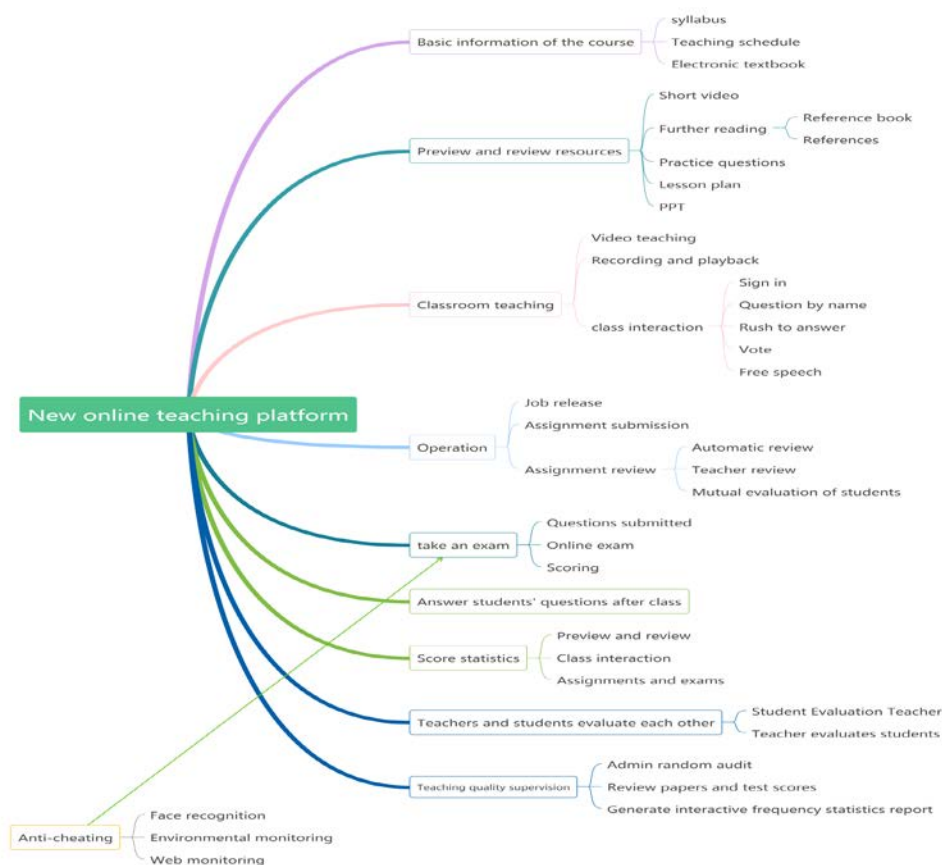 New online teaching platform
Basic information of the course
syllabus
Teaching schedule
Electronic textbook
Preview and review resources
Short video
Further reading
Reference book
References
Practice questions
Lesson plan
PPT
Classroom teaching
Video teaching
Recording and playback
class interaction
Sign in
Question by name
Rush to answer
Vote
Free speech
Operation
Job release
Assignment submission
Assignment review
Automatic review
Teacher review
Mutual evaluation of students
take an exam
Questions submitted
Online exam
Scoring
Answer students' questions after class
Score statistics
Preview and review
Class interaction
Assignments and exams
Teachers and students evaluate each other
Student Evaluation Teacher
Teacher evaluates students
Teaching quality supervision
Admin random audit
Review papers and test scores
Generate interactive frequency statistics report
Anti-cheating
Face recognition
Environmental monitoring
Web monitoring